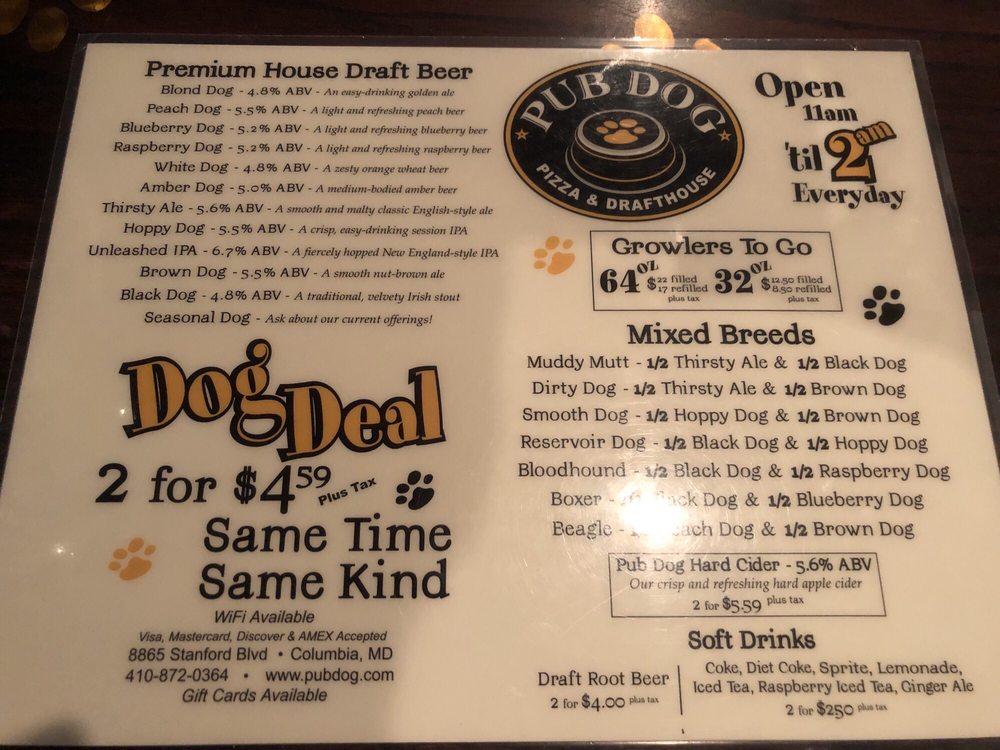 Premium House Draft Beer
Blond Dog - 4.8% ABV - An easy-drinking golden ale
Peach Dog - 5.5% ABV - A light and refreshing peach beer
Blueberry Dog - 5.2% ABV - A light and refreshing blueberry beer
Raspberry Dog - 5.2% ABV - A light and refreshing raspberry beer
White Dog - 4.8% ABV - A zesty orange wheat beer
Amber Dog - 5.0% ABV - A medium-bodied amber beer
Thirsty Ale - 5.6% ABV - A smooth and malty classic English-style ale
Hoppy Dog - 5.5% ABV - A crisp, easy-drinking session IPA
Unleashed IPA - 6.7% ABV - A fiercely hopped New England-style IPA
Brown Dog - 5.5% ABV - A smooth nut-brown ale
Black Dog - 4.8% ABV - A traditional, velvety Irish stout
Seasonal Dog - Ask about our current offerings!
Dog Deal
2 for $4.59 Plus Tax
Same Time
Same Kind
WiFi Available
Visa, Mastercard, Discover & AMEX Accepted
8865 Stanford Blvd • Columbia, MD
410-872-0364 • www.pubdog.com
Gift Cards Available
PUB DOG
PIZZA & DRAFTHOUSE
Open
11am
'til 2am
Everyday
Growlers To Go
64oz $22 filled 17 refilled plus tax 32oz $12.50 filled 8.50 refilled plus tax
Mixed Breeds
Muddy Mutt - 1/2 Thirsty Ale & 1/2 Black Dog
Dirty Dog - 1/2 Thirsty Ale & 1/2 Brown Dog
Smooth Dog - 1/2 Hoppy Dog & 1/2 Brown Dog
Reservoir Dog - 1/2 Black Dog & 1/2 Hoppy Dog
Bloodhound - 1/2 Black Dog & 1/2 Raspberry Dog
Boxer - Dog & 1/2 Blueberry Dog
Beagle - Dog & 1/2 Brown Dog
Pub Dog Hard Cider - 5.6% ABV
Our crisp and refreshing hard apple cider
2 for $5.59 plus tax
Soft Drinks
Draft Root Beer
2 for $4.00 plus tax
Coke, Diet Coke, Sprite, Lemonade,
Iced Tea, Raspberry Iced Tea, Ginger Ale
2 for $250 plus tax